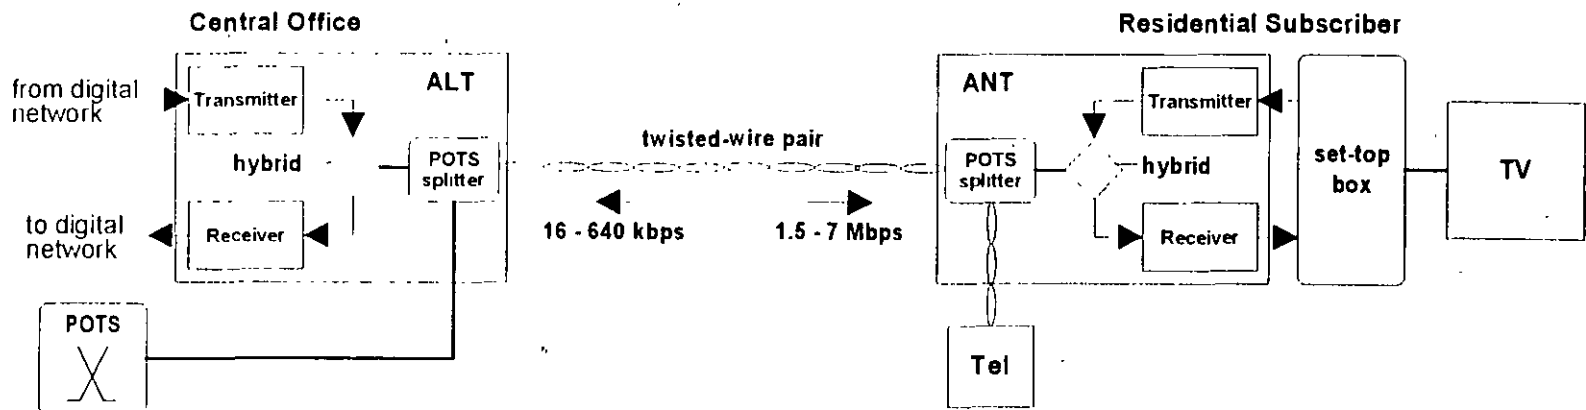 Central Office
Residential Subscriber
from digital
network
Transmitter
ALT
hybrid
POTS
splitter
to digital
network
Receiver
POTS
twisted-wire pair
16 - 640 kbps
1.5 - 7 Mbps
ANT
POTS
splitter
Transmitter
hybrid
Receiver
Tel
set-top
box
TV